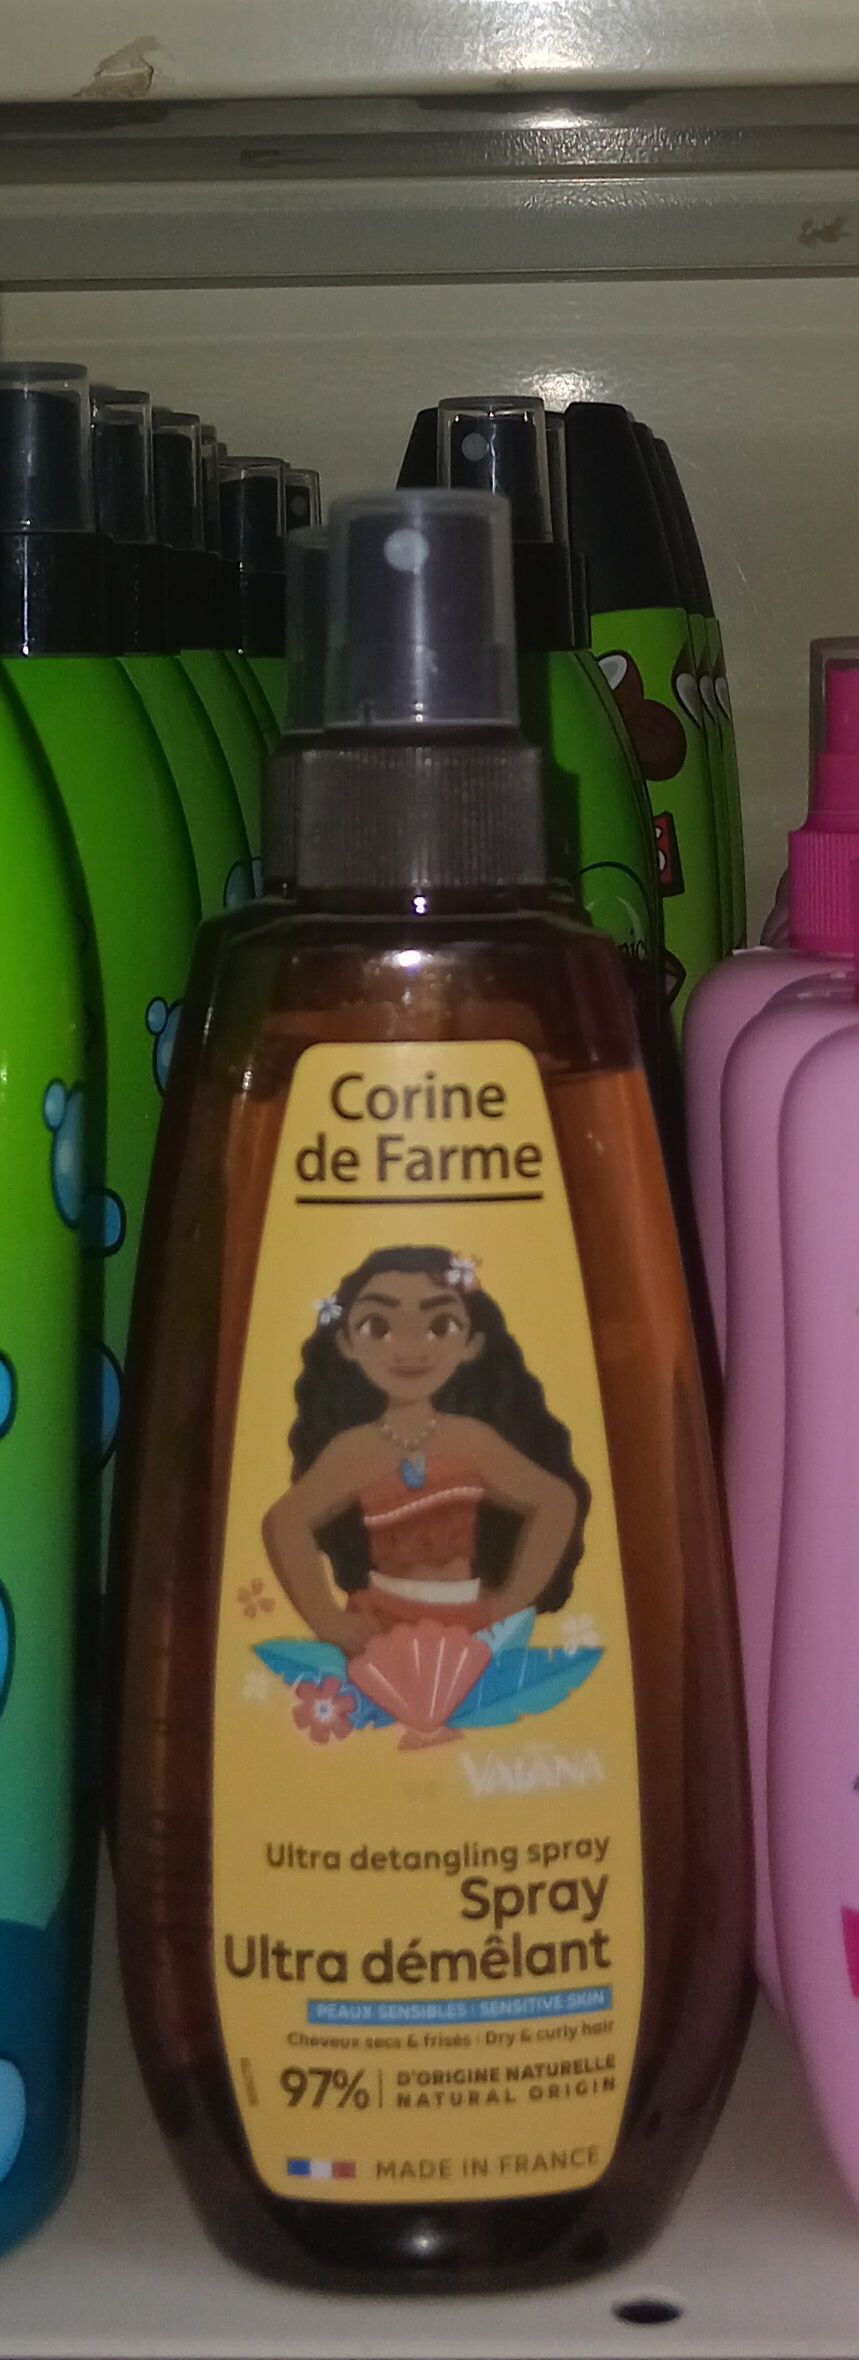 Corine
de Farme
VAIANA
Ultra detangling spray
Spray
Ultra démêlant
PEAUX SENSIBLES | SENSITIVE SKIN
Cheveux secs & frisés | Dry & curly hair
97% | D'ORIGINE NATURELLE
NATURAL ORIGIN
MADE IN FRANCE